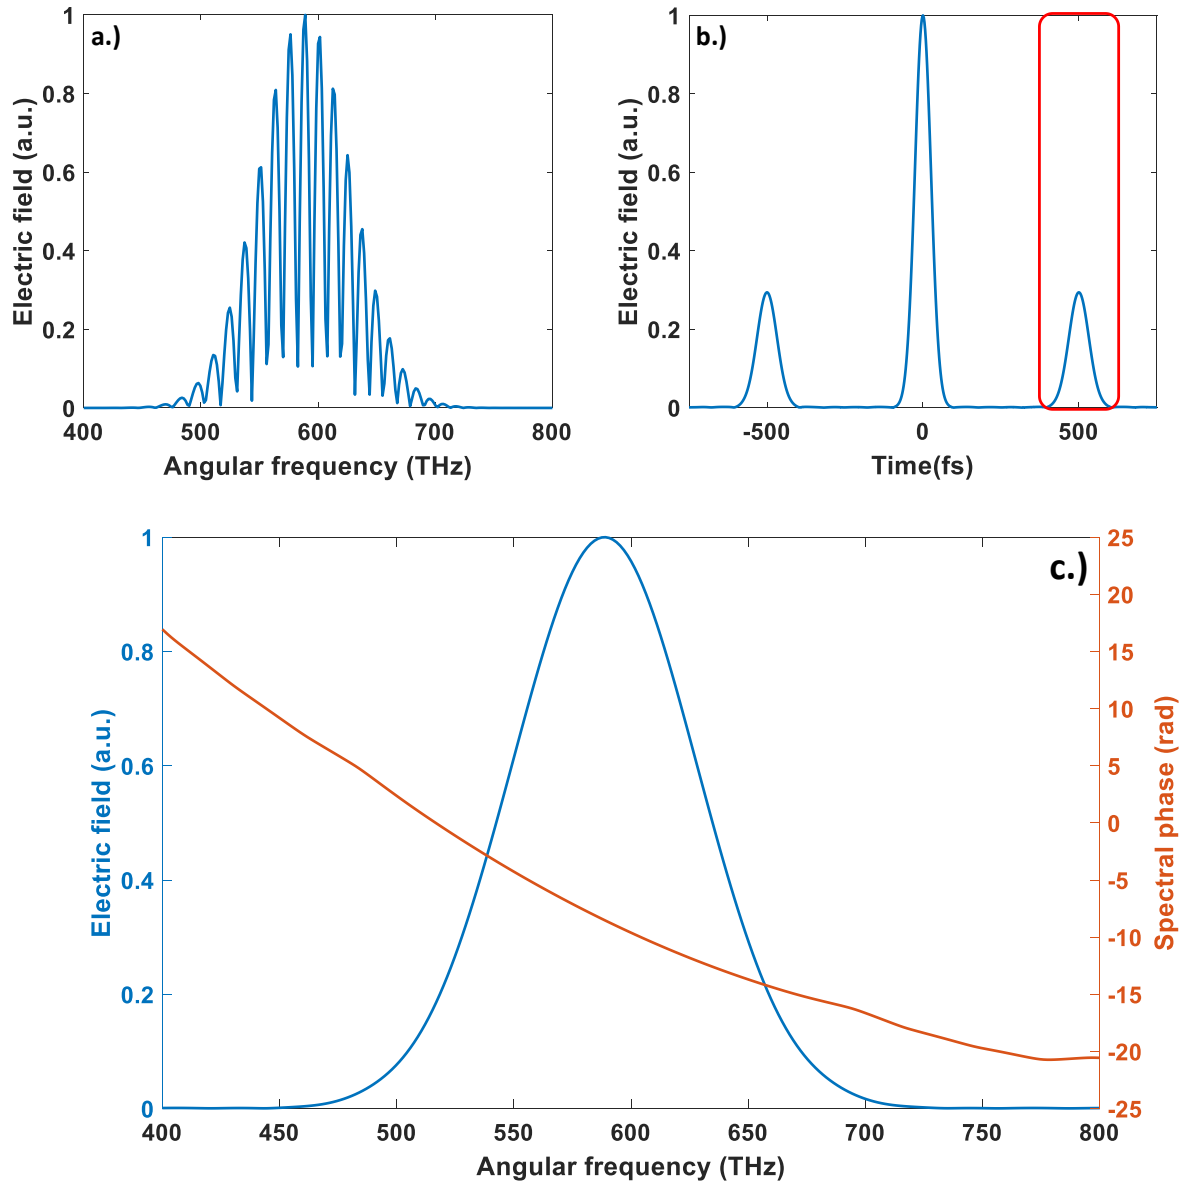 a.)
1
0.8
0.6
0.4
0.2
0
400 500 600 700 800
Angular frequency (THz)
Electric field (a.u.)
b.)
1
0.8
0.6
0.4
0.2
0
-500 0 500
Time(fs)
Electric field (a.u.)
c.)
1
0.8
0.6
0.4
0.2
0
Electric field (a.u.)
25
20
15
10
5
0
-5
-10
-15
-20
-25
Spectral phase (rad)
400 450 500 550 600 650 700 750 800
Angular frequency (THz)